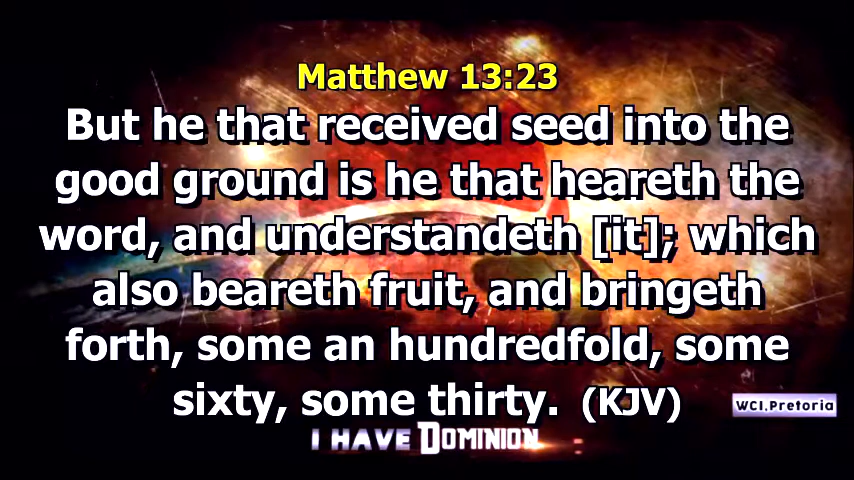 Matthew 13:23
But he that received seed into the
good ground is he that heareth the
word, and understandeth [it]; which
also beareth fruit, and bringeth
forth, some an hundredfold, some
sixty, some thirty. (KJV)
WCI,Pretoria
I HAVE DOMINION